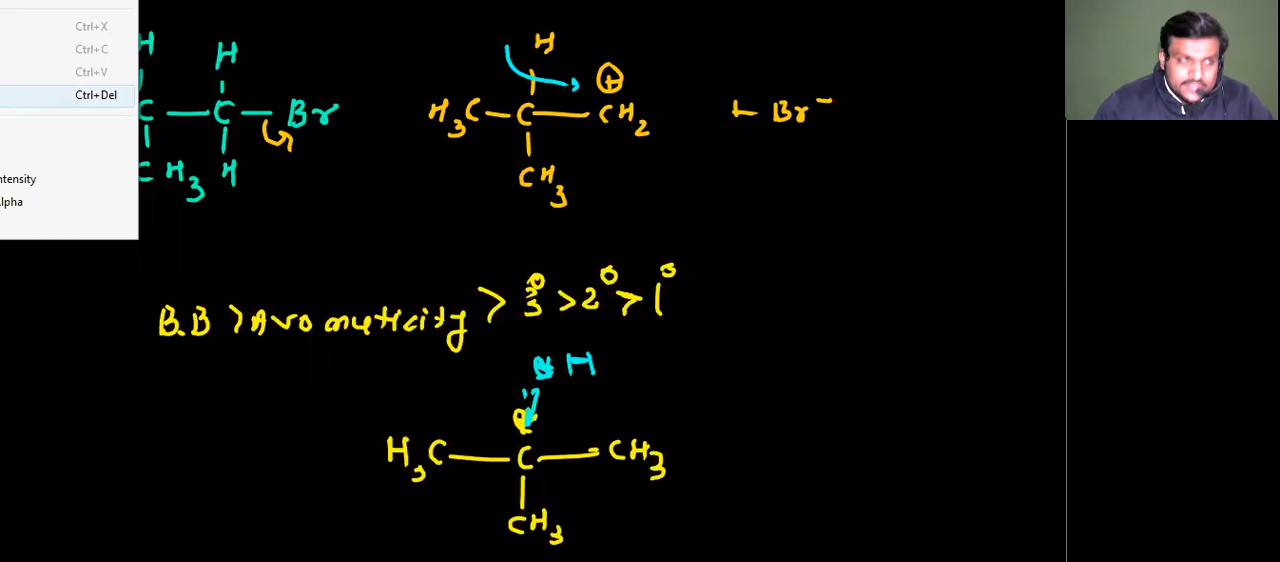 Ctrl+X
Ctrl+C
Ctrl+V
Ctrl+Del
ntensity
lpha
H H
C — C — Br
CH3 H
H
H3C — C — CH2 ⊕ + Br⁻
CH3
B.B > Aromaticity > 3° > 2° > 1°
H
H3C — C — CH3
CH3